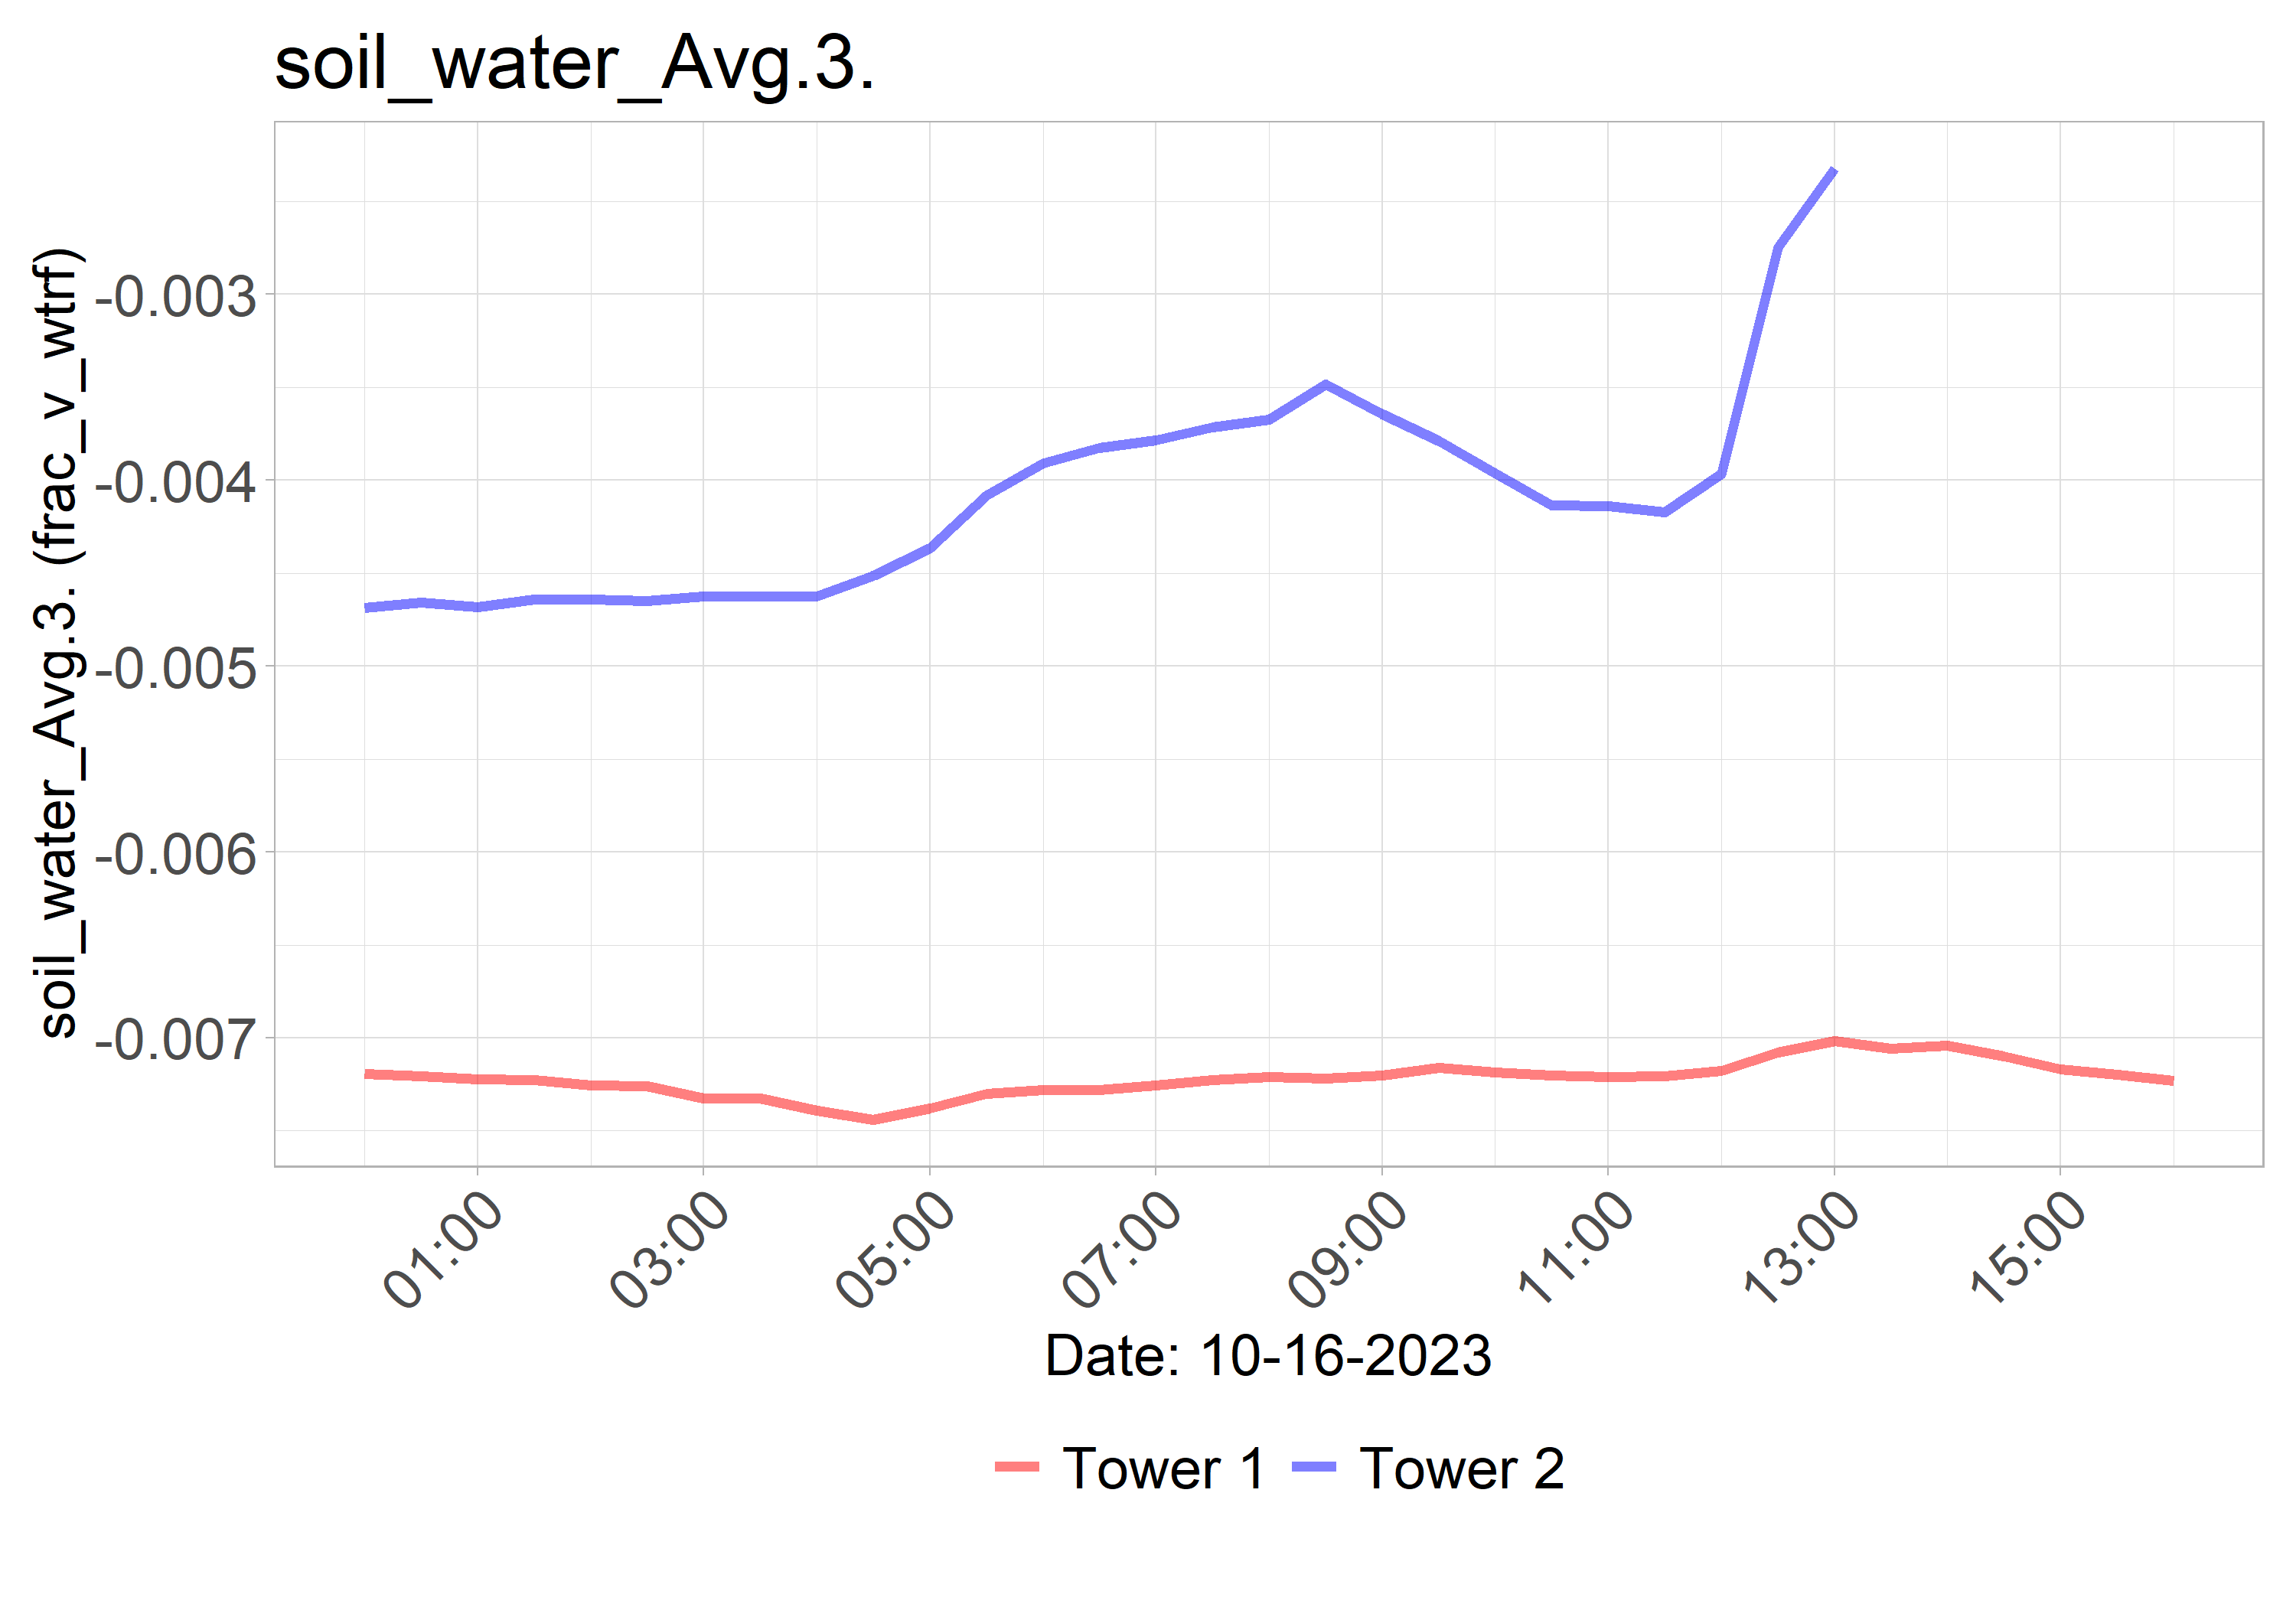 soil_water_Avg.3.
soil_water_Avg.3. (frac_v_wtrf)
-0.003
-0.004
-0.005
-0.006
-0.007
01:00
03:00
05:00
07:00
09:00
11:00
13:00
15:00
Date: 10-16-2023
Tower 1
Tower 2